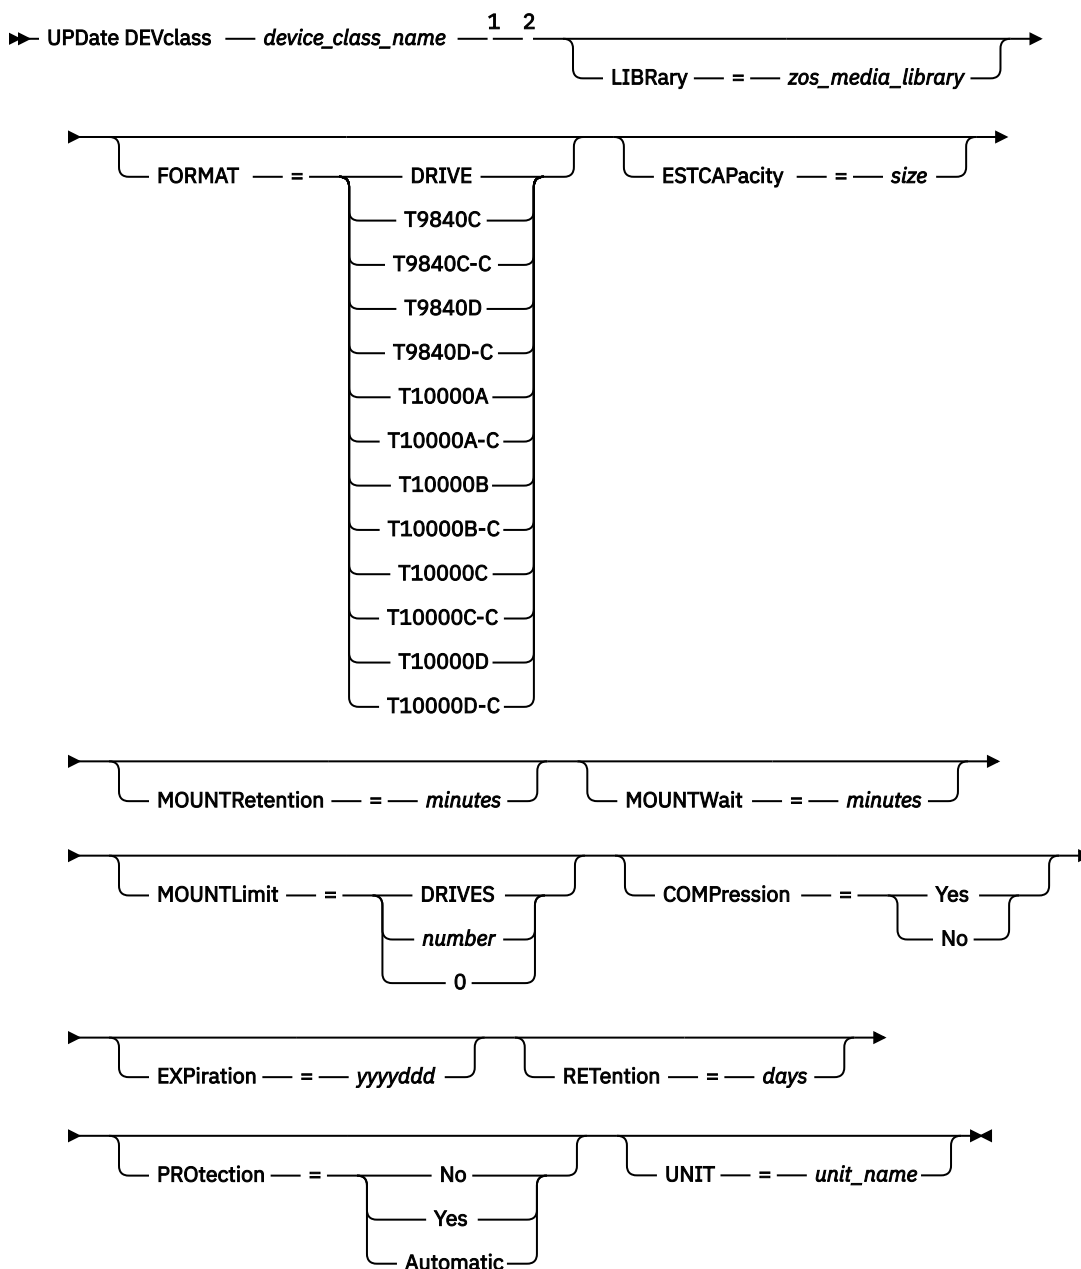 UPDate DEVclass device_class_name 1 2
LIBRary = zos_media_library
FORMAT = DRIVE ESTCAPacity = size
T9840C
T9840C-C
T9840D
T9840D-C
T10000A
T10000A-C
T10000B
T10000B-C
T10000C
T10000C-C
T10000D
T10000D-C
MOUNTRetention = minutes MOUNTWait = minutes
MOUNTLimit = DRIVES COMPression = Yes
number No
0
EXPiration = yyyyddd RETention = days
PROtection = No UNIT = unit_name
Yes
Automatic